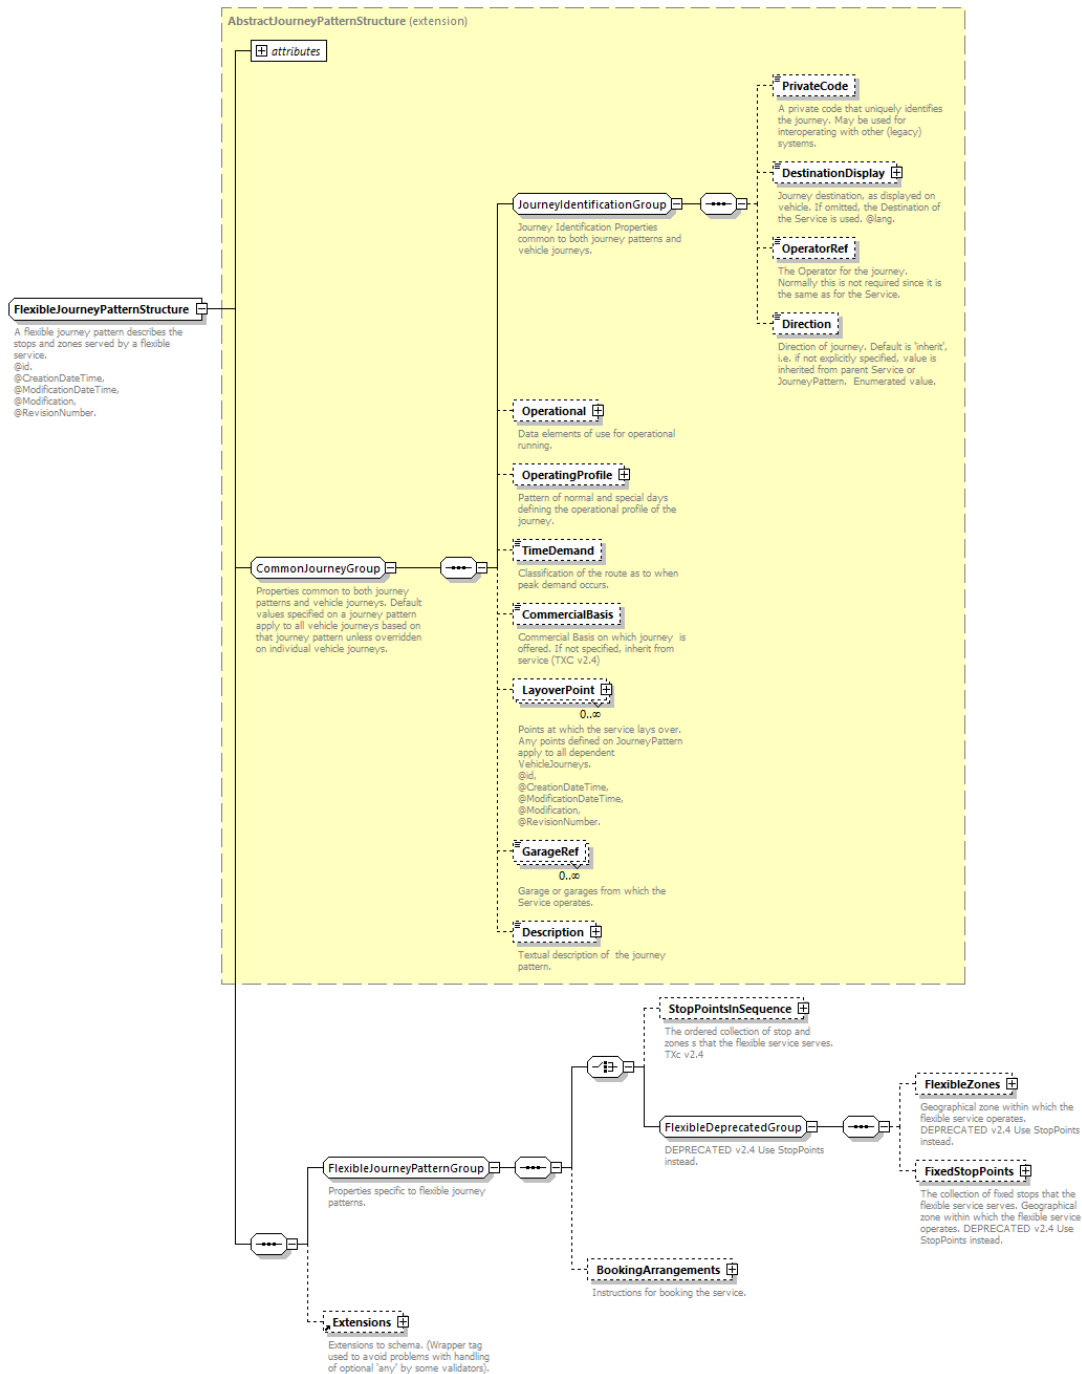 AbstractJourneyPatternStructure (extension)
attributes
PrivateCode
A private code that uniquely identifies
the journey. May be used for
interoperating with other (legacy)
systems.
DestinationDisplay
Journey destination, as displayed on
vehicle. If omitted, the Destination of
the Service is used. @lang.
JourneyIdentificationGroup
Journey Identification Properties
common to both journey patterns and
vehicle journeys.
OperatorRef
The Operator for the journey.
Normally this is not required since it is
the same as for the Service.
Direction
Direction of journey. Default is 'inherit',
i.e. if not explicitly specified, value is
inherited from parent Service or
JourneyPattern.  Enumerated value.
FlexibleJourneyPatternStructure
A flexible journey pattern describes the
stops and zones served by a flexible
service.
@id.
@CreationDateTime,
@ModificationDateTime,
@Modification,
@RevisionNumber.
Operational
Data elements of use for operational
running.
OperatingProfile
Pattern of normal and special days
defining the operational profile of the
journey.
TimeDemand
Classification of the route as to when
peak demand occurs.
CommonJourneyGroup
Properties common to both journey
patterns and vehicle journeys. Default
values specified on a journey pattern
apply to all vehicle journeys based on
that journey pattern unless overridden
on individual vehicle journeys.
CommercialBasis
Commercial Basis on which journey  is
offered. If not specified, inherit from
service (TXC v2.4)
LayoverPoint
0..∞
Points at which the service lays over.
Any points defined on JourneyPattern
apply to all dependent
VehicleJourneys.
@id,
@CreationDateTime,
@ModificationDateTime,
@Modification,
@RevisionNumber.
GarageRef
0..∞
Garage or garages from which the
Service operates.
Description
Textual description of  the journey
pattern.
StopPointsInSequence
The ordered collection of stop and
zones s that the flexible service serves.
TXc v2.4
FlexibleDeprecatedGroup
DEPRECATED v2.4 Use StopPoints
instead.
FlexibleZones
Geographical zone within which the
flexible service operates.
DEPRECATED v2.4 Use StopPoints
instead.
FixedStopPoints
The collection of fixed stops that the
flexible service serves. Geographical
zone within which the flexible service
operates. DEPRECATED v2.4 Use
StopPoints instead.
FlexibleJourneyPatternGroup
Properties specific to flexible journey
patterns.
BookingArrangements
Instructions for booking the service.
Extensions
Extensions to schema. (Wrapper tag
used to avoid problems with handling
of optional 'any' by some validators).